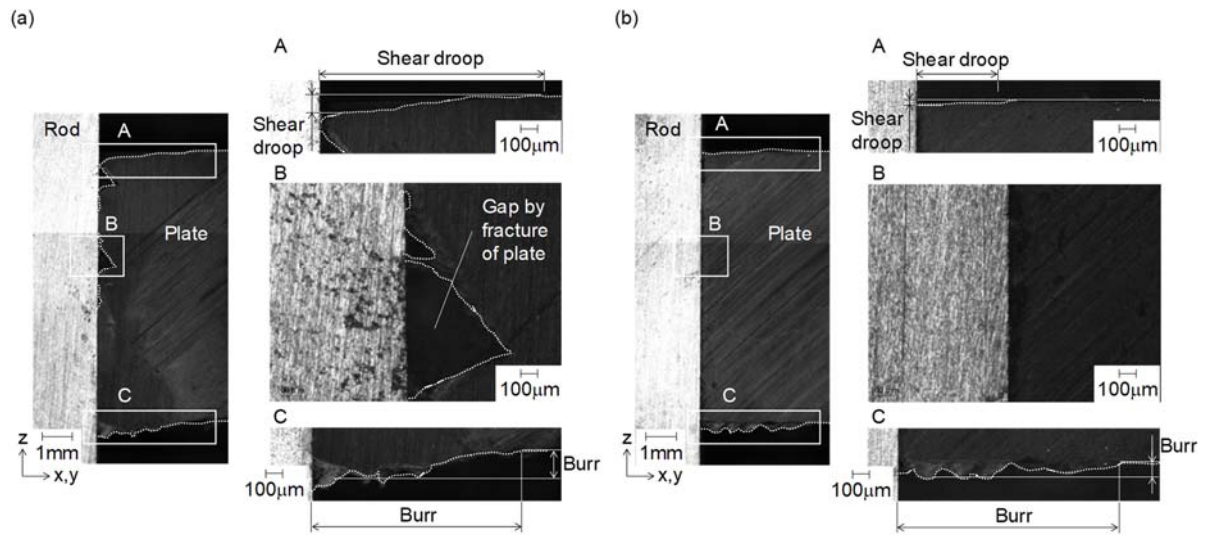 (a)
Rod
A
B
Plate
C
z
1mm
x,y
A
Shear droop
Shear
droop
100μm
B
Gap by
fracture
of plate
100μm
C
100μm
Burr
Burr
(b)
Rod
A
B
Plate
C
z
1mm
x,y
A
Shear droop
Shear
droop
100μm
B
100μm
C
100μm
Burr
Burr